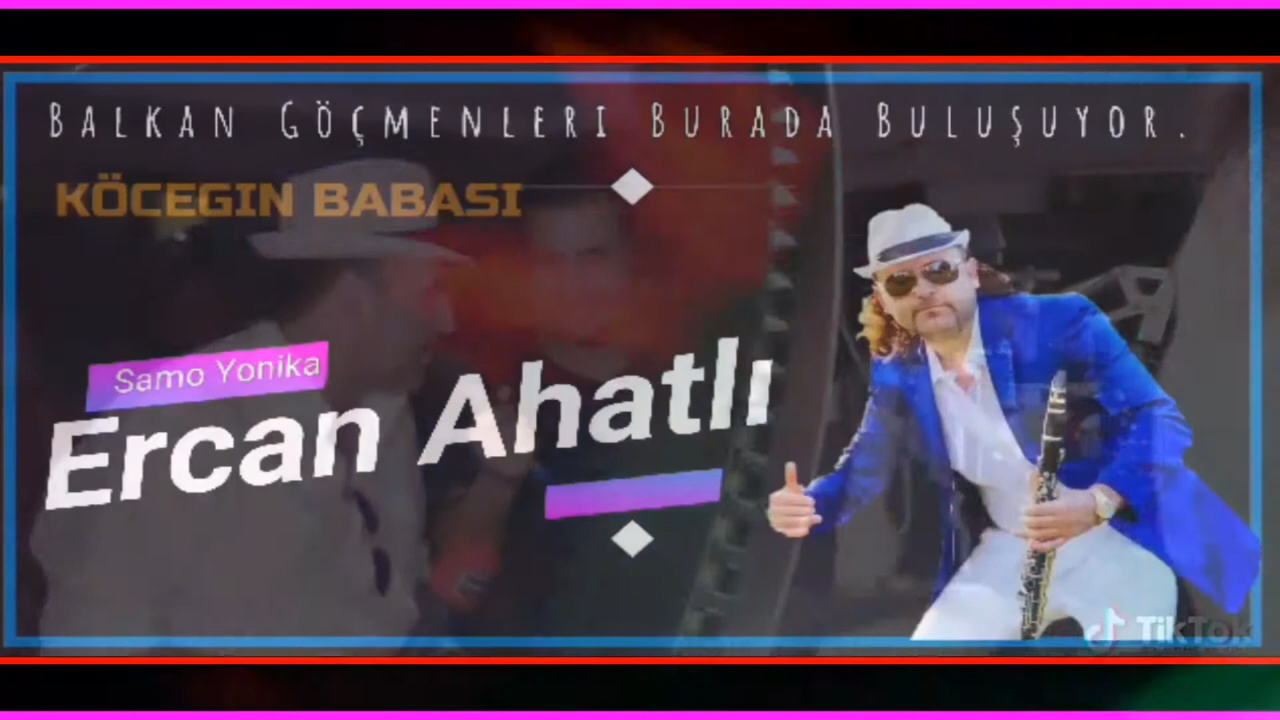 BALKAN GÖÇMENLERI BURADA BULUŞUYOR.
KÖCEGIN BABASI
Samo Yonika
Ercan Ahatlı
TikTok